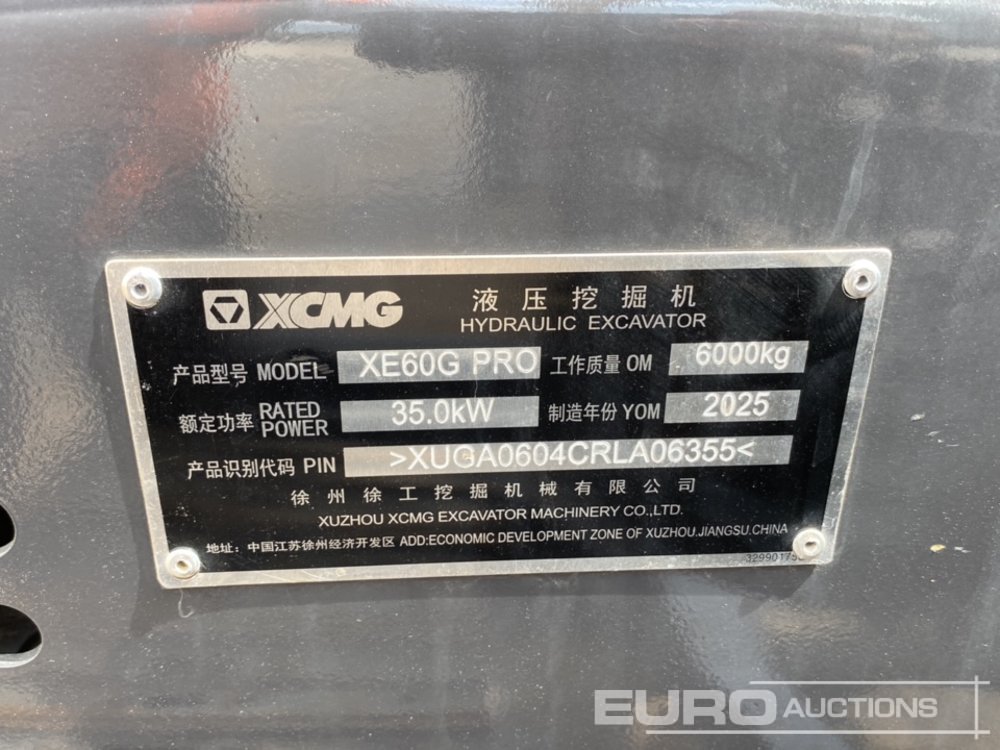 XCMG 液压挖掘机
HYDRAULIC EXCAVATOR
产品型号 MODEL XE60G PRO 工作质量 OM 6000kg
额定功率 RATED POWER 35.0kW 制造年份 YOM 2025
产品识别代码 PIN >XUGA0604CRLA06355<
徐州徐工挖掘机械有限公司
XUZHOU XCMG EXCAVATOR MACHINERY CO.,LTD.
地址: 中国江苏徐州经济开发区 ADD:ECONOMIC DEVELOPMENT ZONE OF XUZHOU.JIANGSU.CHINA
EURO AUCTIONS